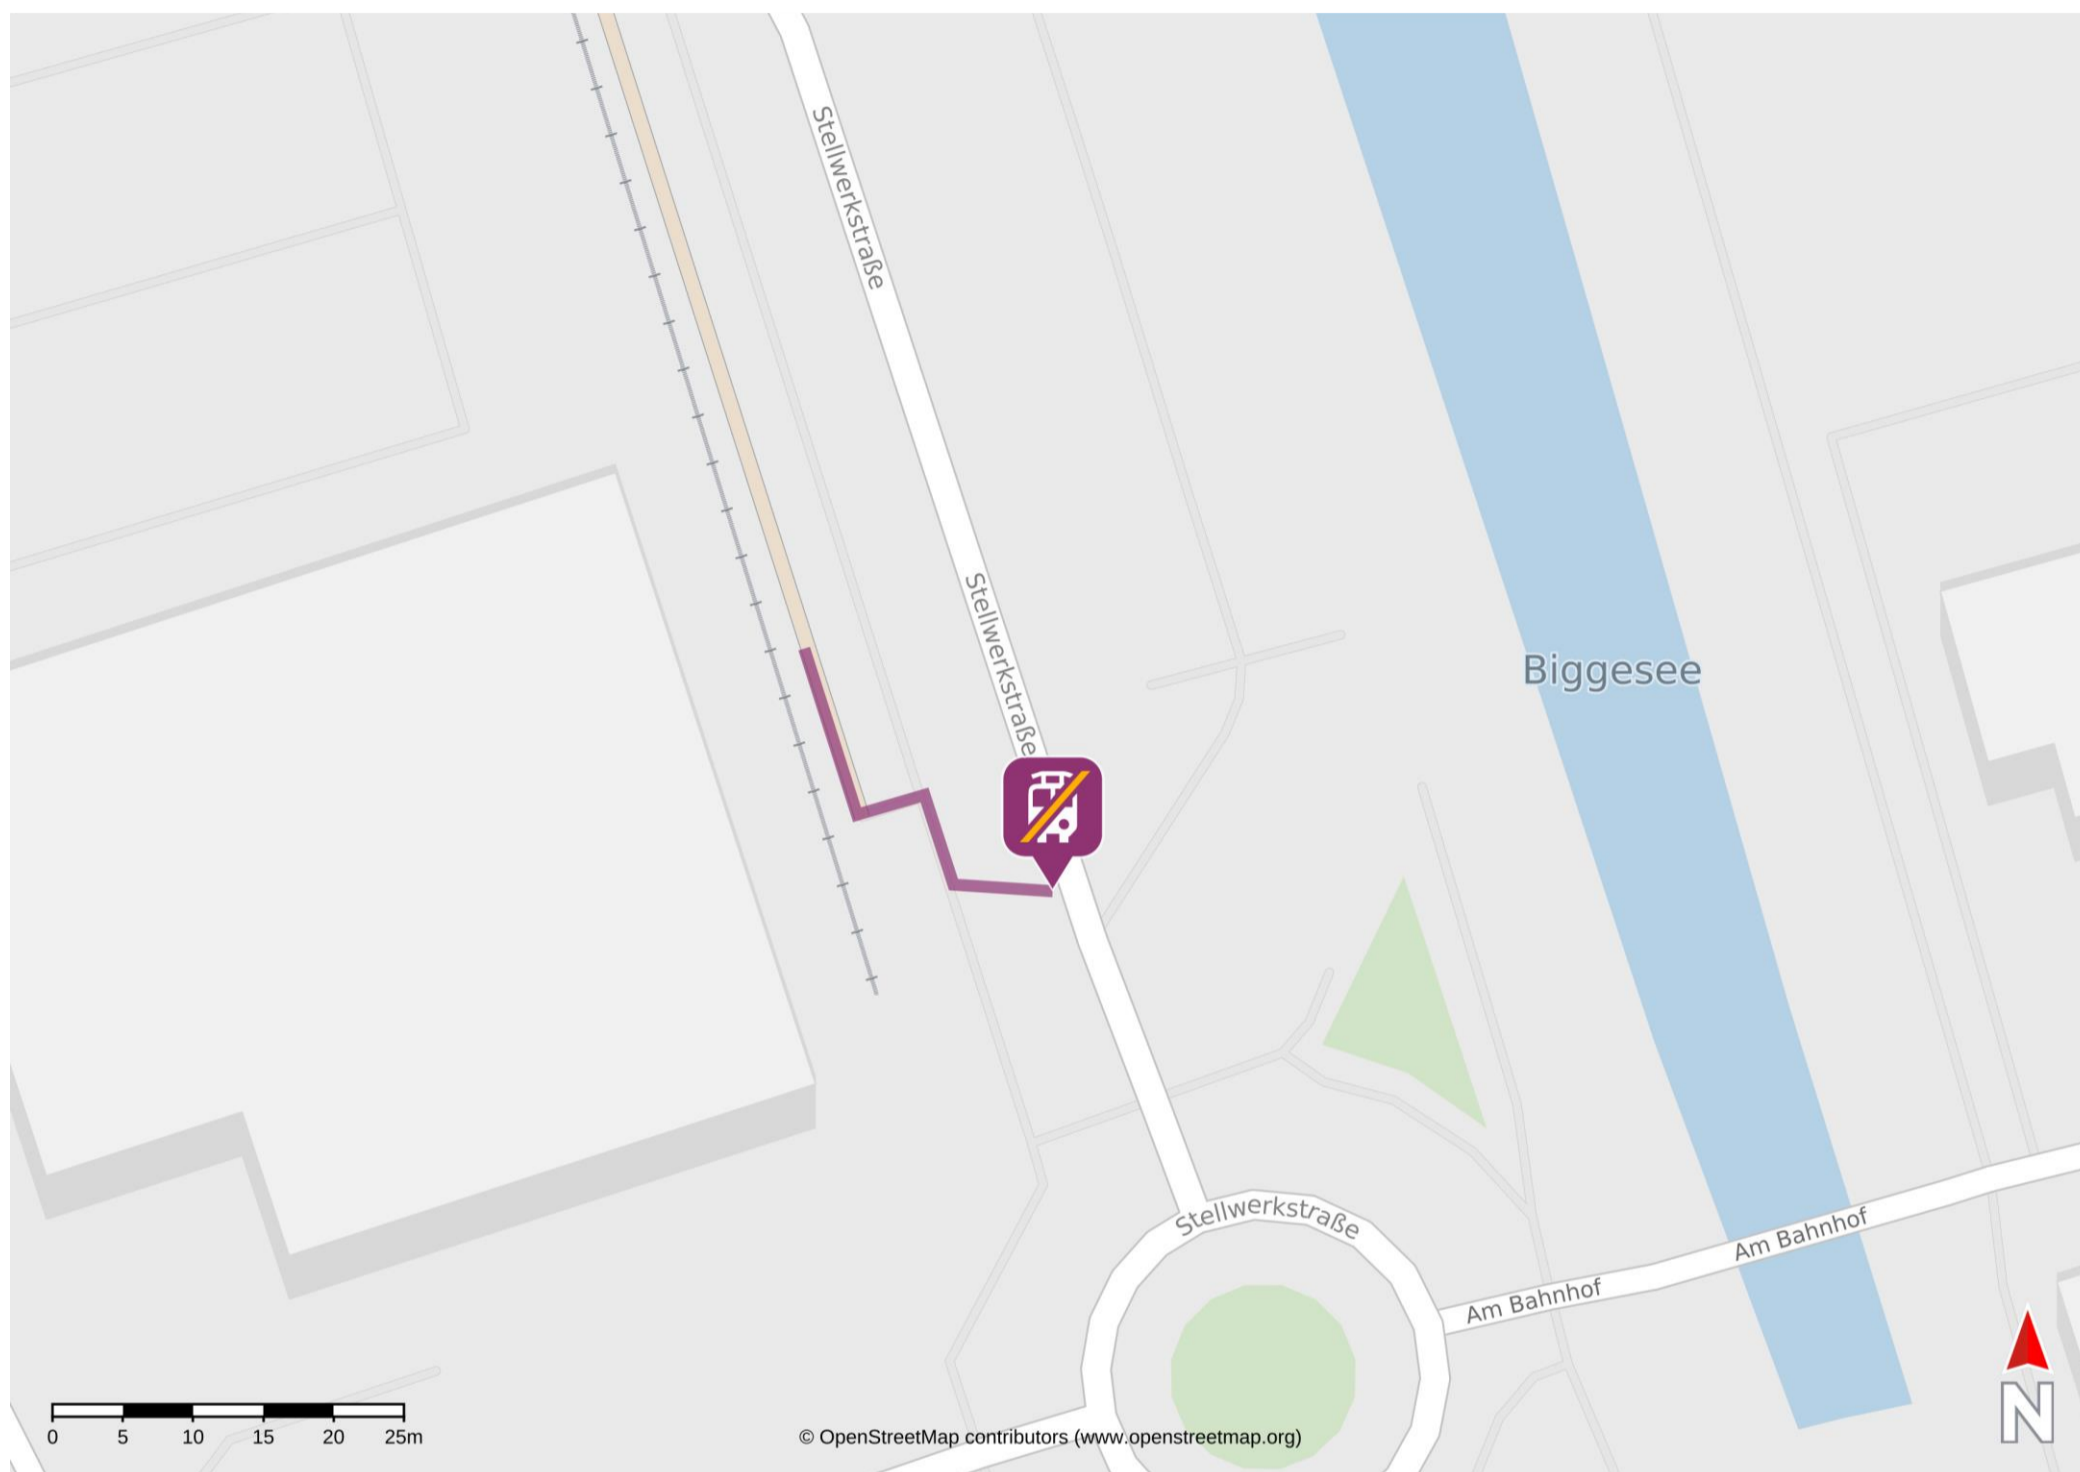 Stellwerkstraße
Stellwerkstraße
Biggesee
Stellwerkstraße
Am Bahnhof
Am Bahnhof
N
0 5 10 15 20 25m
© OpenStreetMap contributors (www.openstreetmap.org)